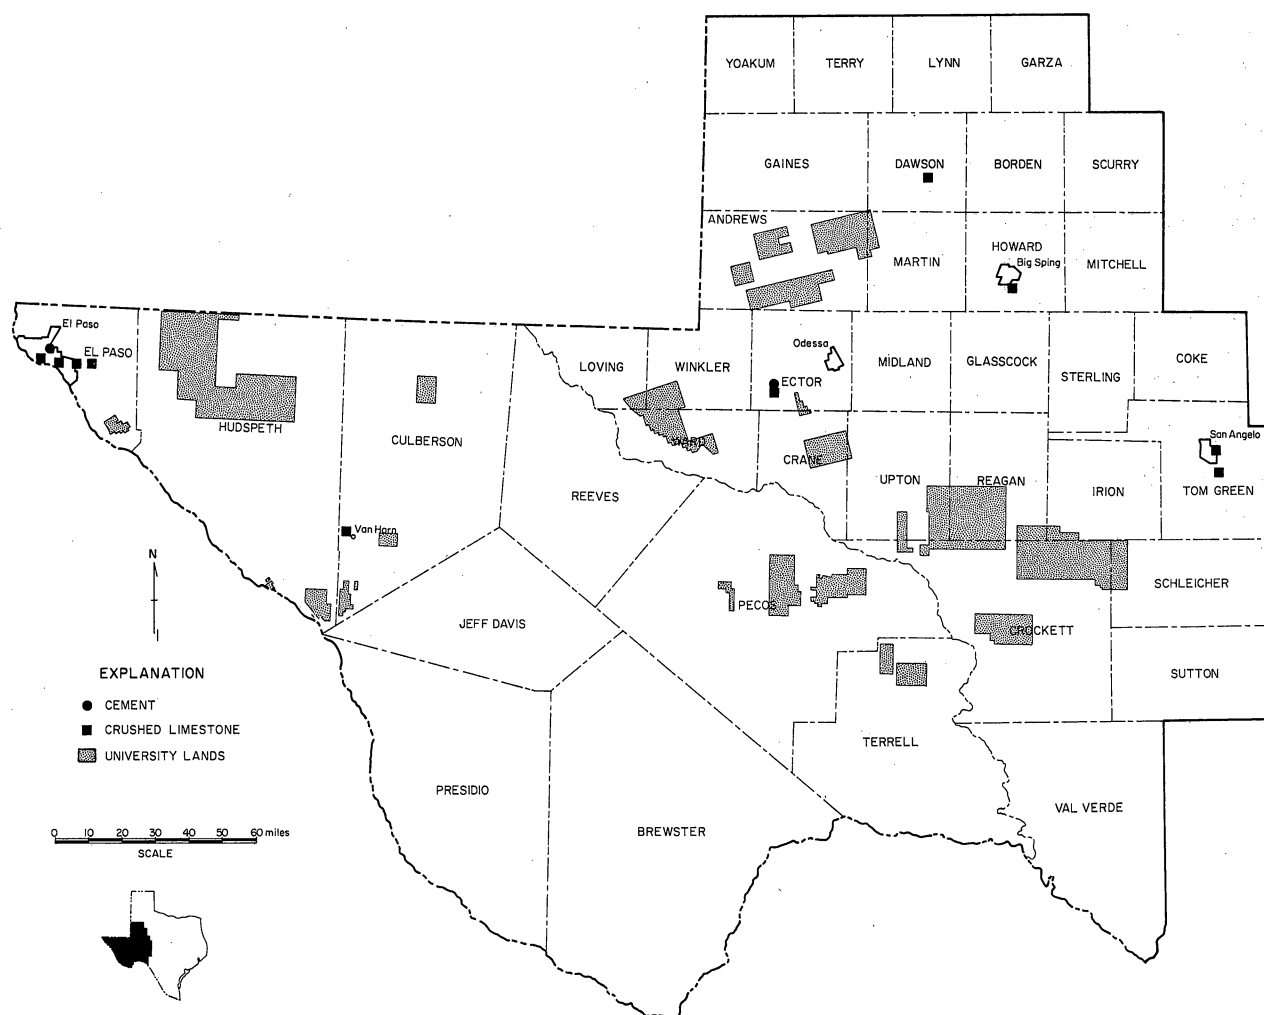 YOAKUM TERRY LYNN GARZA
GAINES DAWSON BORDEN SCURRY
ANDREWS MARTIN HOWARD Big Sping MITCHELL
El Paso
EL PASO
HUDSPETH
CULBERSON
Van Horn
LOVING WINKLER Odessa ECTOR MIDLAND GLASSCOCK STERLING COKE
REEVES WARD CRANE UPTON REAGAN IRION San Angelo TOM GREEN
JEFF DAVIS PECOS CROCKETT SCHLEICHER
SUTTON
PRESIDIO BREWSTER TERRELL VAL VERDE
N
EXPLANATION
CEMENT
CRUSHED LIMESTONE
UNIVERSITY LANDS
0 10 20 30 40 50 60 miles
SCALE